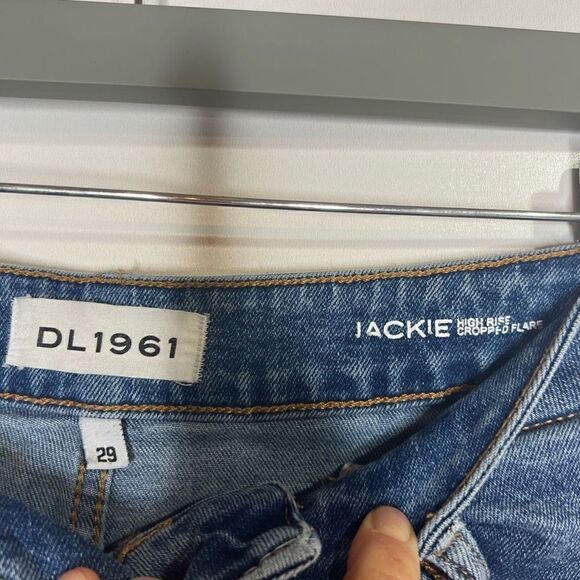 DL1961
JACKIE HIGH RISE
CROPPED FLARE
29